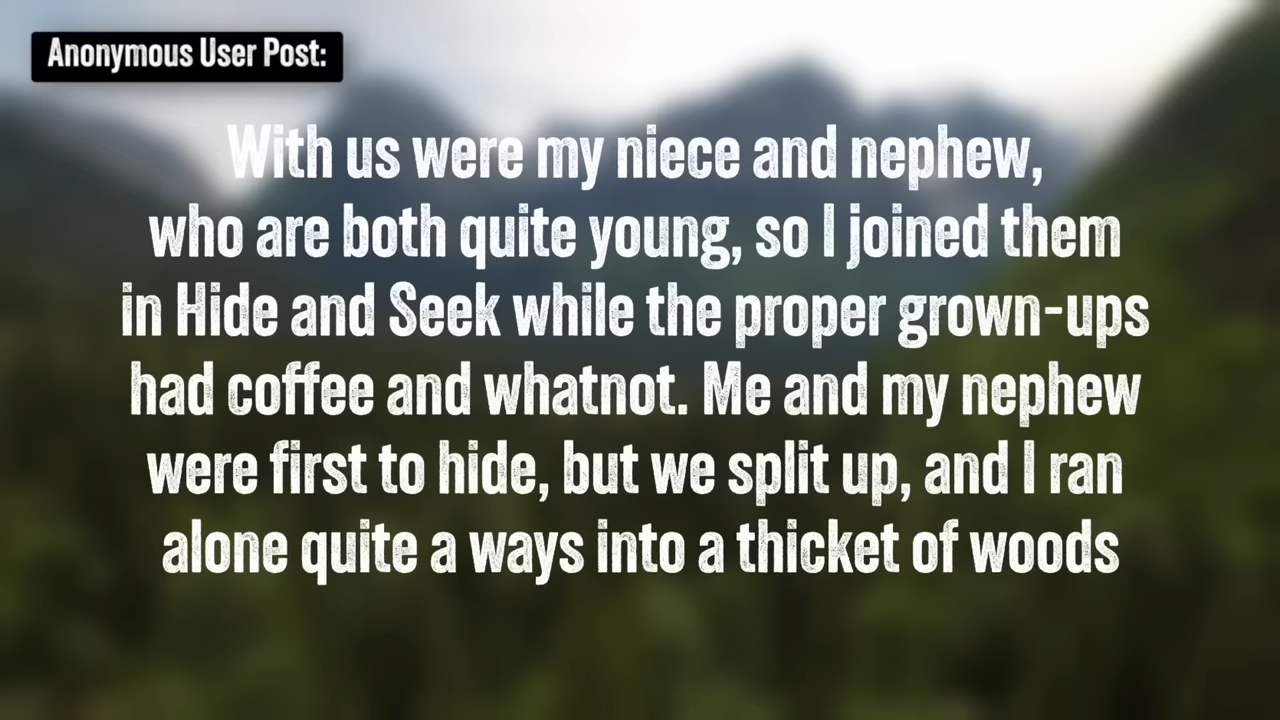 Anonymous User Post:
With us were my niece and nephew,
who are both quite young, so I joined them
in Hide and Seek while the proper grown-ups
had coffee and whatnot. Me and my nephew
were first to hide, but we split up, and I ran
alone quite a ways into a thicket of woods